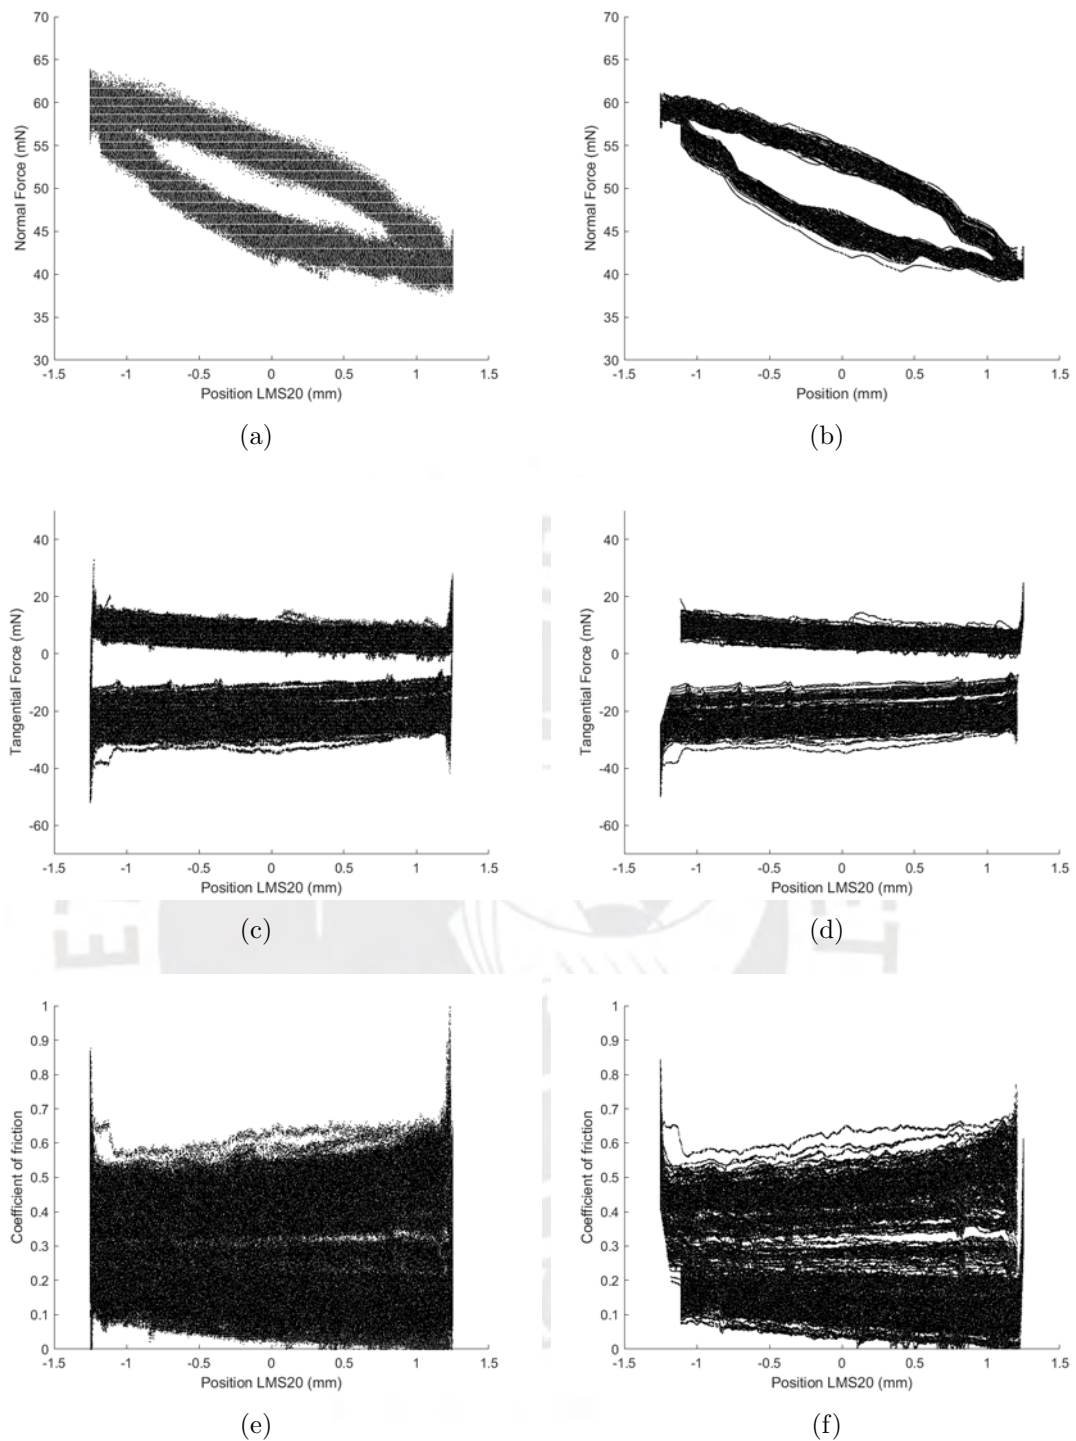 70
65
60
55
50
45
40
35
30
-1.5 -1 -0.5 0 0.5 1 1.5
Normal Force (mN)
Position LMS20 (mm)
(a)
70
65
60
55
50
45
40
35
30
-1.5 -1 -0.5 0 0.5 1 1.5
Normal Force (mN)
Position (mm)
(b)
40
20
0
-20
-40
-60
-1.5 -1 -0.5 0 0.5 1 1.5
Tangential Force (mN)
Position LMS20 (mm)
(c)
40
20
0
-20
-40
-60
-1.5 -1 -0.5 0 0.5 1 1.5
Tangential Force (mN)
Position LMS20 (mm)
(d)
1
0.9
0.8
0.7
0.6
0.5
0.4
0.3
0.2
0.1
0
-1.5 -1 -0.5 0 0.5 1 1.5
Coefficient of friction
Position LMS20 (mm)
(e)
1
0.9
0.8
0.7
0.6
0.5
0.4
0.3
0.2
0.1
0
-1.5 -1 -0.5 0 0.5 1 1.5
Coefficient of friction
Position LMS20 (mm)
(f)